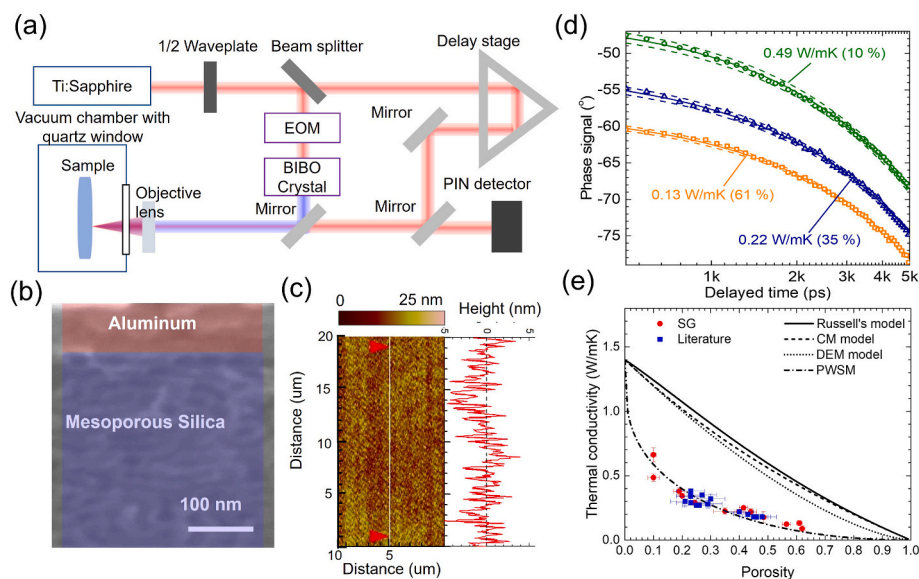 (a)
1/2 Waveplate
Beam splitter
Delay stage
Ti:Sapphire
Vacuum chamber with
quartz window
Sample
Objective
lens
EOM
BIBO
Crystal
Mirror
Mirror
Mirror
PIN detector
(b)
Aluminum
Mesoporous Silica
100 nm
(c)
0 25 nm
Height (nm)
5 0 5
20
15
10
5
0
Distance (um)
10 5
Distance (um)
(d)
-50
-55
-60
-65
-70
-75
Phase signal (°)
0.49 W/mK (10 %)
0.13 W/mK (61 %)
0.22 W/mK (35 %)
1k 2k 3k 4k 5k
Delayed time (ps)
(e)
SG
Literature
Russell's model
CM model
DEM model
PWSM
Thermal conductivity (W/mK)
1.5
1.0
0.5
0.0
0.0 0.1 0.2 0.3 0.4 0.5 0.6 0.7 0.8 0.9 1.0
Porosity